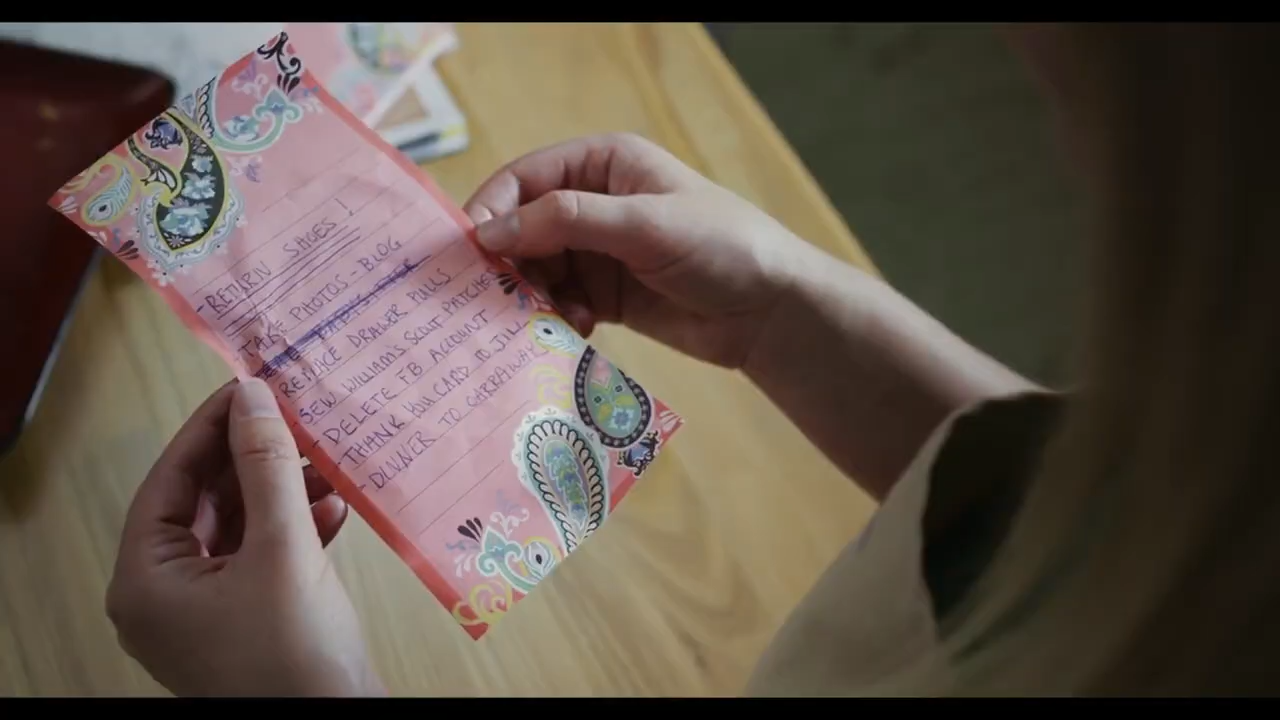 - RETURN SHOES!
- TAKE PHOTOS - BLOG
- REPLACE DRAWER PULLS
- SEW WILLIAM'S SCOUT PATCHES
- DELETE FB ACCOUNT
- THANK YOU CARD TO JILL
- DINNER TO CARRAWAY